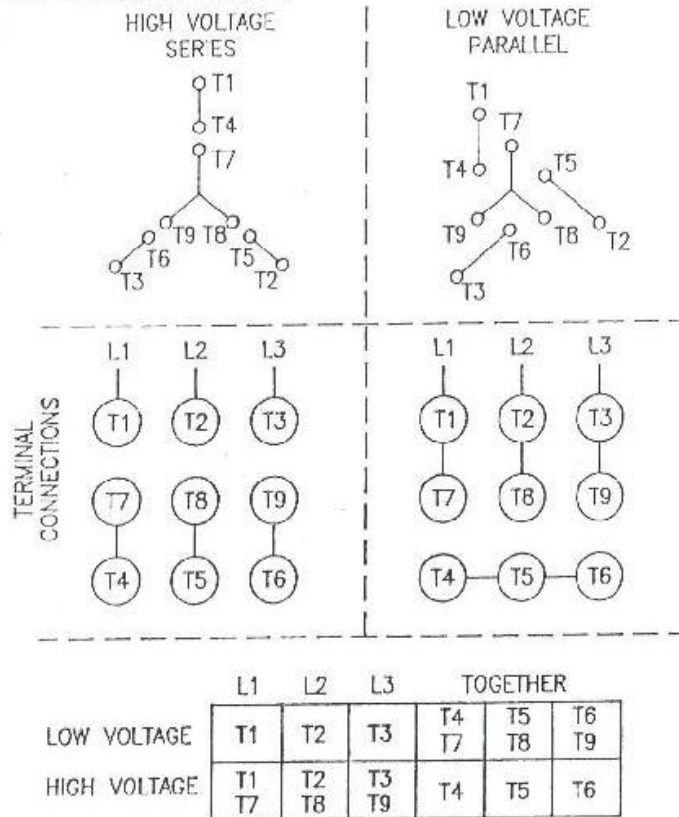 HIGH VOLTAGE
SERIES
T1
T4
T7
T9 T8
T6 T5
T3 T2
LOW VOLTAGE
PARALLEL
T1
T7
T4 T5
T9 T6 T8 T2
T3
TERMINAL
CONNECTIONS
L1 L2 L3
T1 T2 T3
T7 T8 T9
T4 T5 T6
L1 L2 L3
T1 T2 T3
T7 T8 T9
T4 T5 T6
L1 L2 L3 TOGETHER
LOW VOLTAGE T1 T2 T3 T4 T5 T6
T7 T8 T9
HIGH VOLTAGE T1 T2 T3 T4 T5 T6
T7 T8 T9